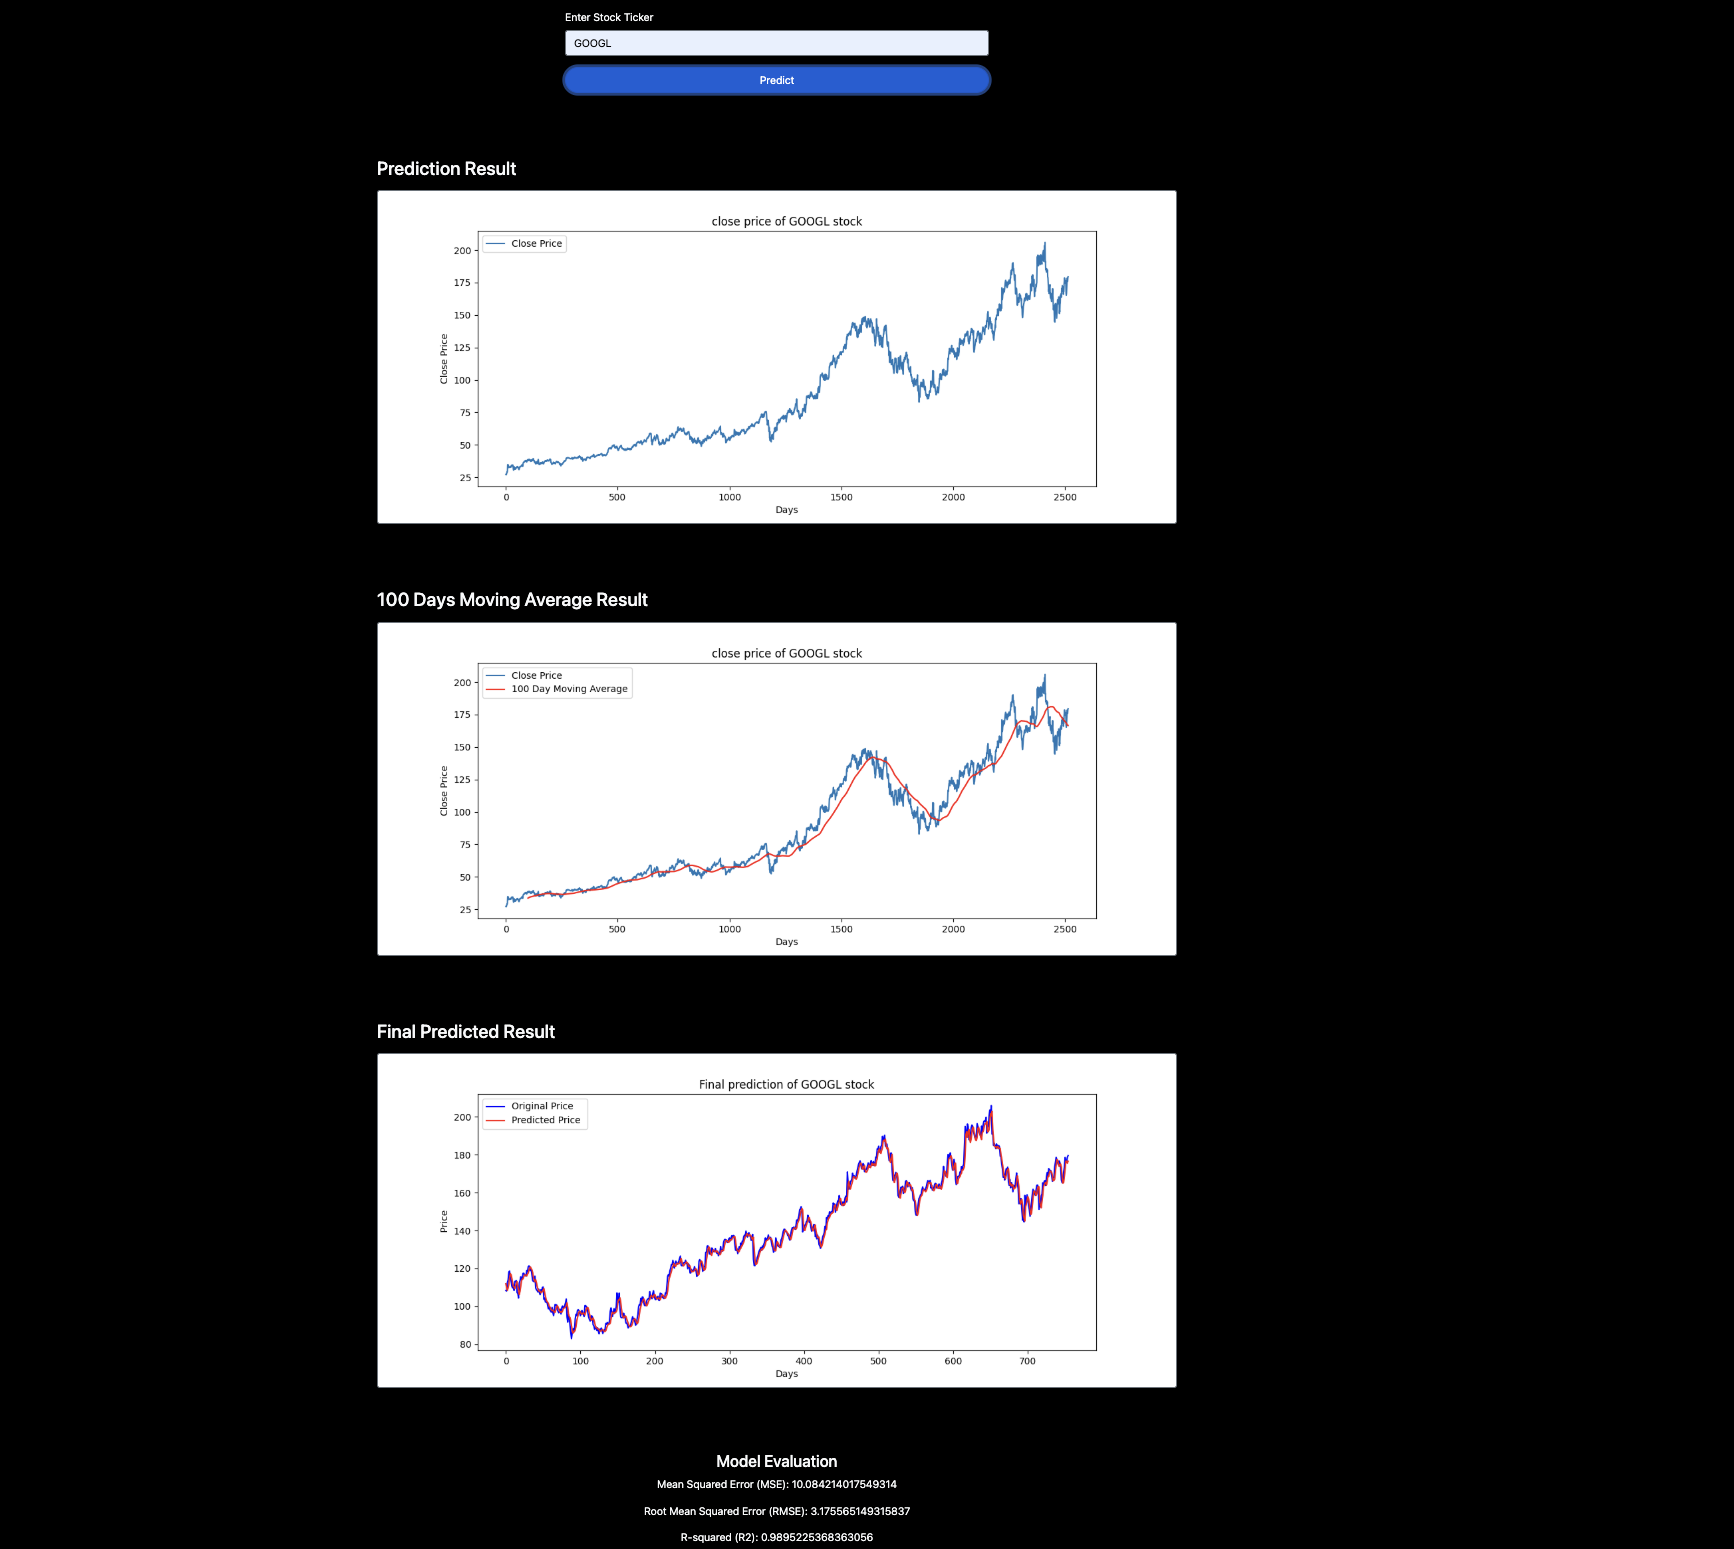 Enter Stock Ticker
GOOGL
Predict
Prediction Result
close price of GOOGL stock
Close Price
200
175
150
125
100
75
50
25
Close Price
0 500 1000 1500 2000 2500
Days
100 Days Moving Average Result
close price of GOOGL stock
Close Price
100 Day Moving Average
200
175
150
125
100
75
50
25
Close Price
0 500 1000 1500 2000 2500
Days
Final Predicted Result
Final prediction of GOOGL stock
Original Price
Predicted Price
200
180
160
140
120
100
80
Price
0 100 200 300 400 500 600 700
Days
Model Evaluation
Mean Squared Error (MSE): 10.084214017549314
Root Mean Squared Error (RMSE): 3.175565149315837
R-squared (R2): 0.9895225368363056